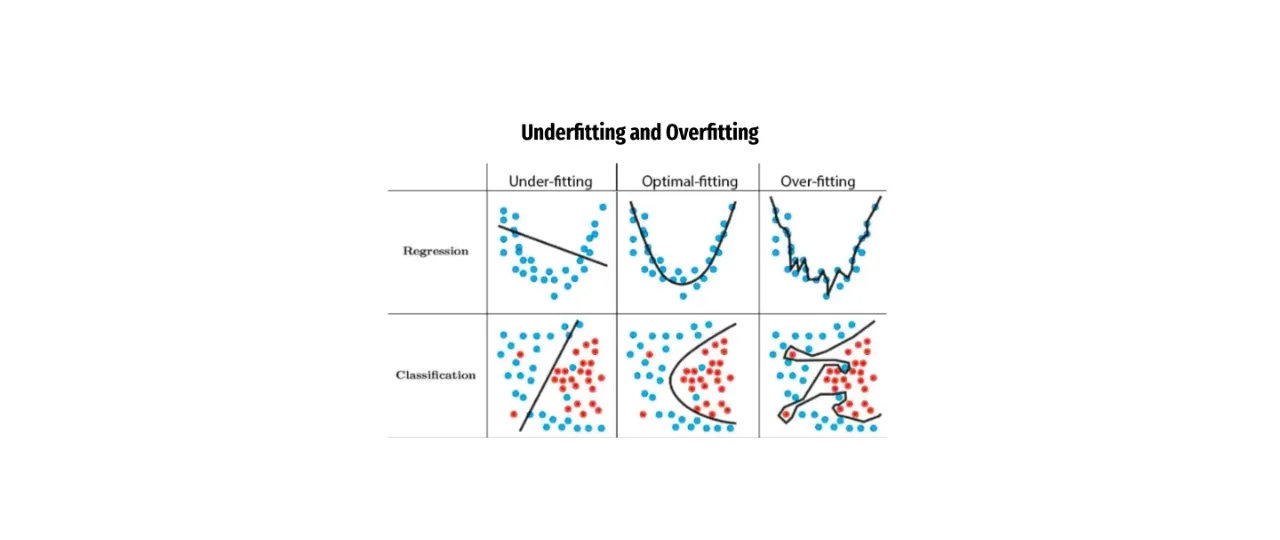 Underfitting and Overfitting
Under-fitting
Optimal-fitting
Over-fitting
Regression
Classification